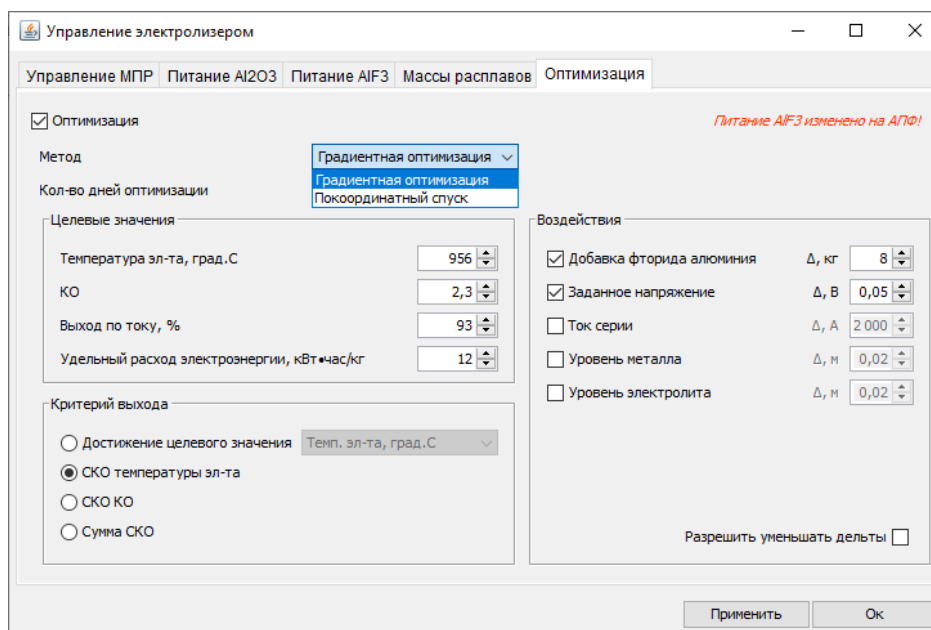 Управление электролизером
Управление МПР Питание Al2O3 Питание AlF3 Массы расплавов Оптимизация
Оптимизация Питание AlF3 изменено на АПФ!
Метод Градиентная оптимизация
Градиентная оптимизация
Кол-во дней оптимизации Покоординатный спуск
Целевые значения
Температура эл-та, град.С 956
КО 2,3
Выход по току, % 93
Удельный расход электроэнергии, кВт•час/кг 12
Критерий выхода
Достижение целевого значения Темп. эл-та, град.С
СКО температуры эл-та
СКО КО
Сумма СКО
Воздействия
Добавка фторида алюминия Δ, кг 8
Заданное напряжение Δ, В 0,05
Ток серии Δ, А 2 000
Уровень металла Δ, м 0,02
Уровень электролита Δ, м 0,02
Разрешить уменьшать дельты
Применить Ок